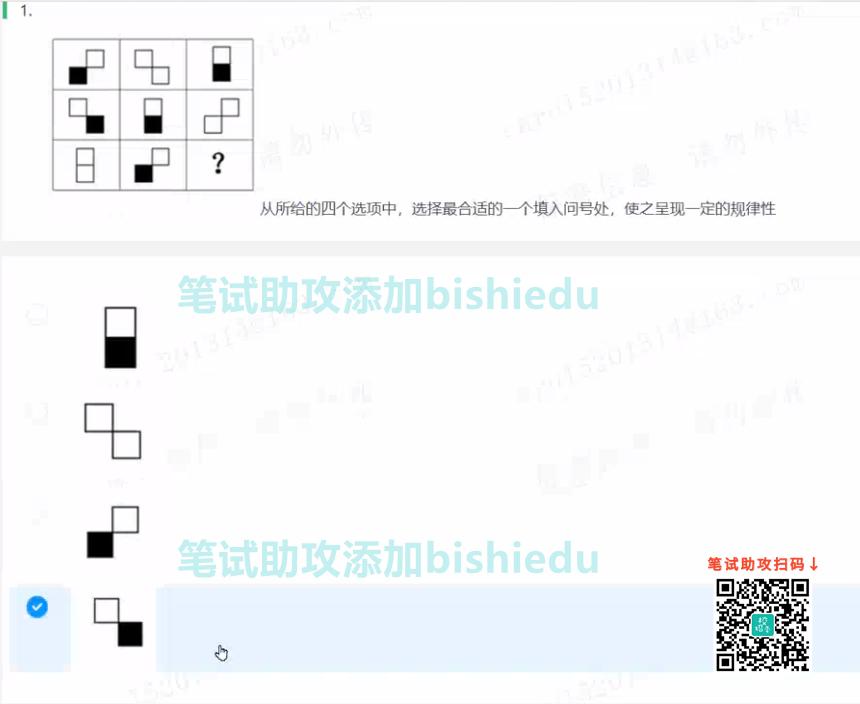 1.
?
从所给的四个选项中，选择最合适的一个填入问号处，使之呈现一定的规律性
笔试助攻添加bishiedu
笔试助攻添加bishiedu
笔试助攻扫码↓